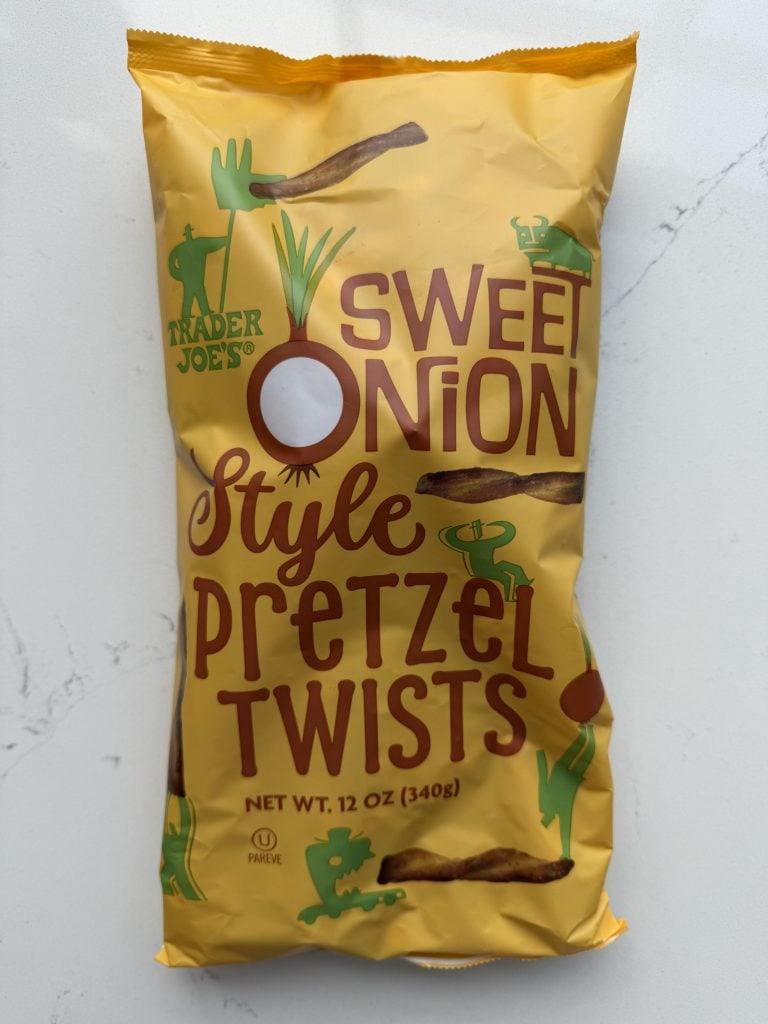 TRADER
JOE'S®
SWEET
ONiON
Style
PreTZeL
TWISTS
NET WT. 12 OZ (340g)
U
PAREVE